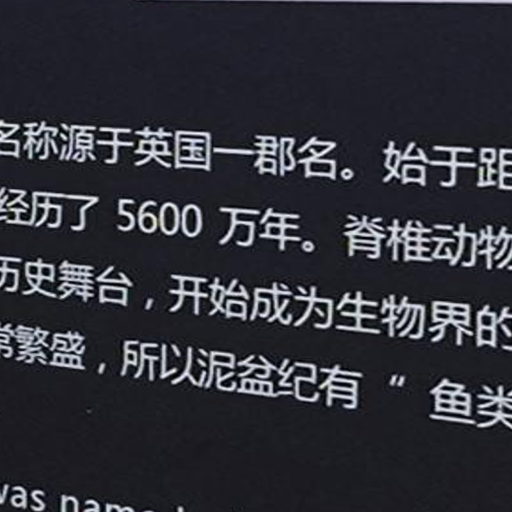 名称源于英国一郡名。始于距
经历了 5600 万年。脊椎动物
历史舞台，开始成为生物界的
常繁盛，所以泥盆纪有“鱼类
was